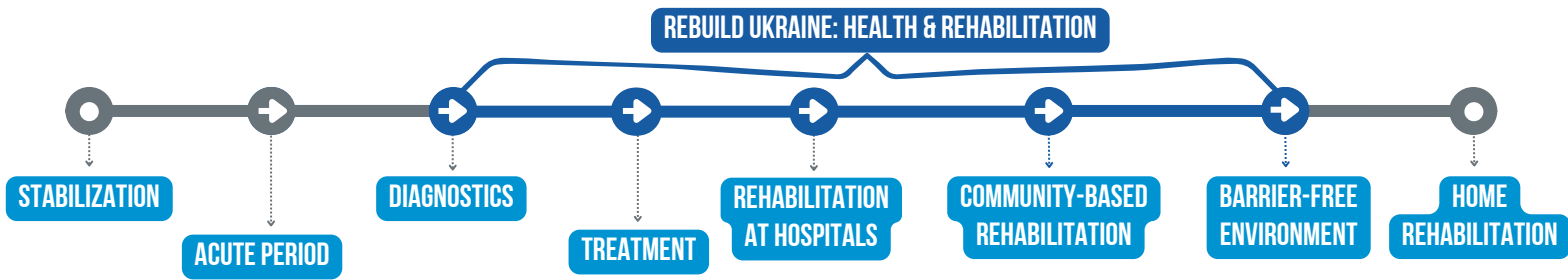 REBUILD UKRAINE: HEALTH & REHABILITATION
STABILIZATION
ACUTE PERIOD
DIAGNOSTICS
TREATMENT
REHABILITATION
AT HOSPITALS
COMMUNITY-BASED
REHABILITATION
BARRIER-FREE
ENVIRONMENT
HOME
REHABILITATION